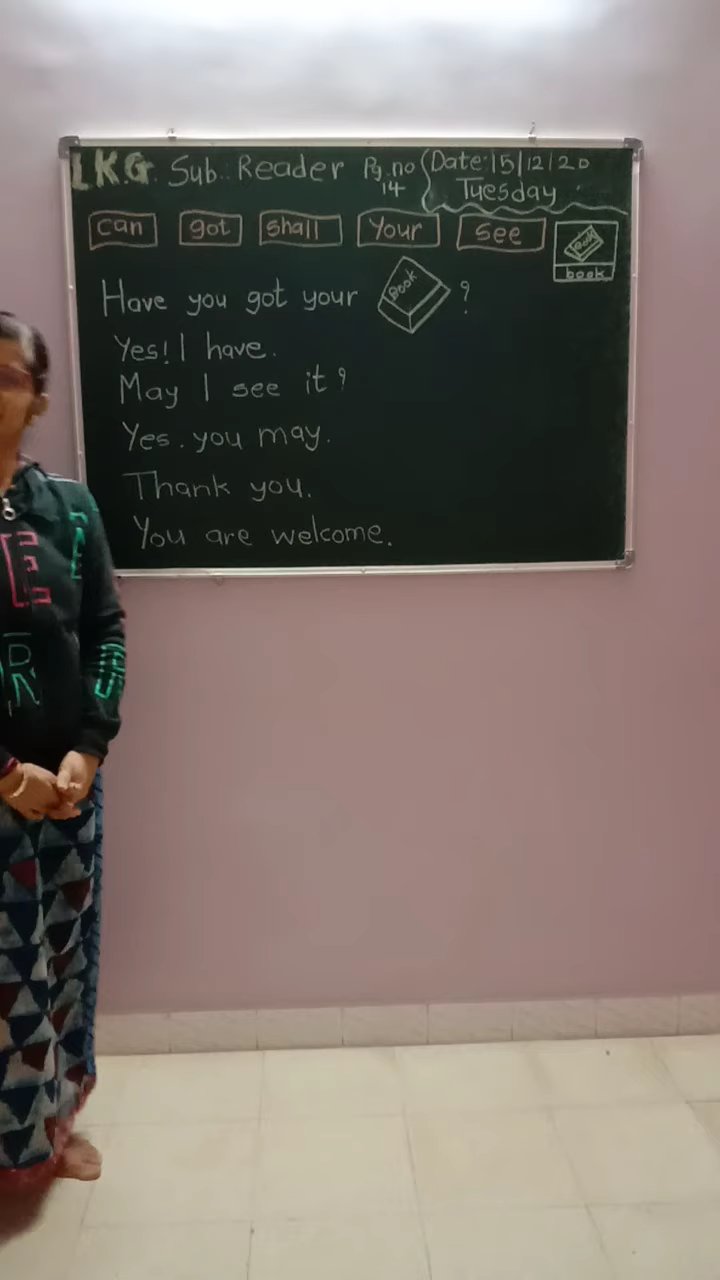 L.K.G. Sub: Reader Pg.no 14 Date:15/12/20
Tuesday
can got shall your see
book
book
Have you got your Book ?
Yes! I have.
May I see it?
Yes. you may.
Thank you.
You are welcome.